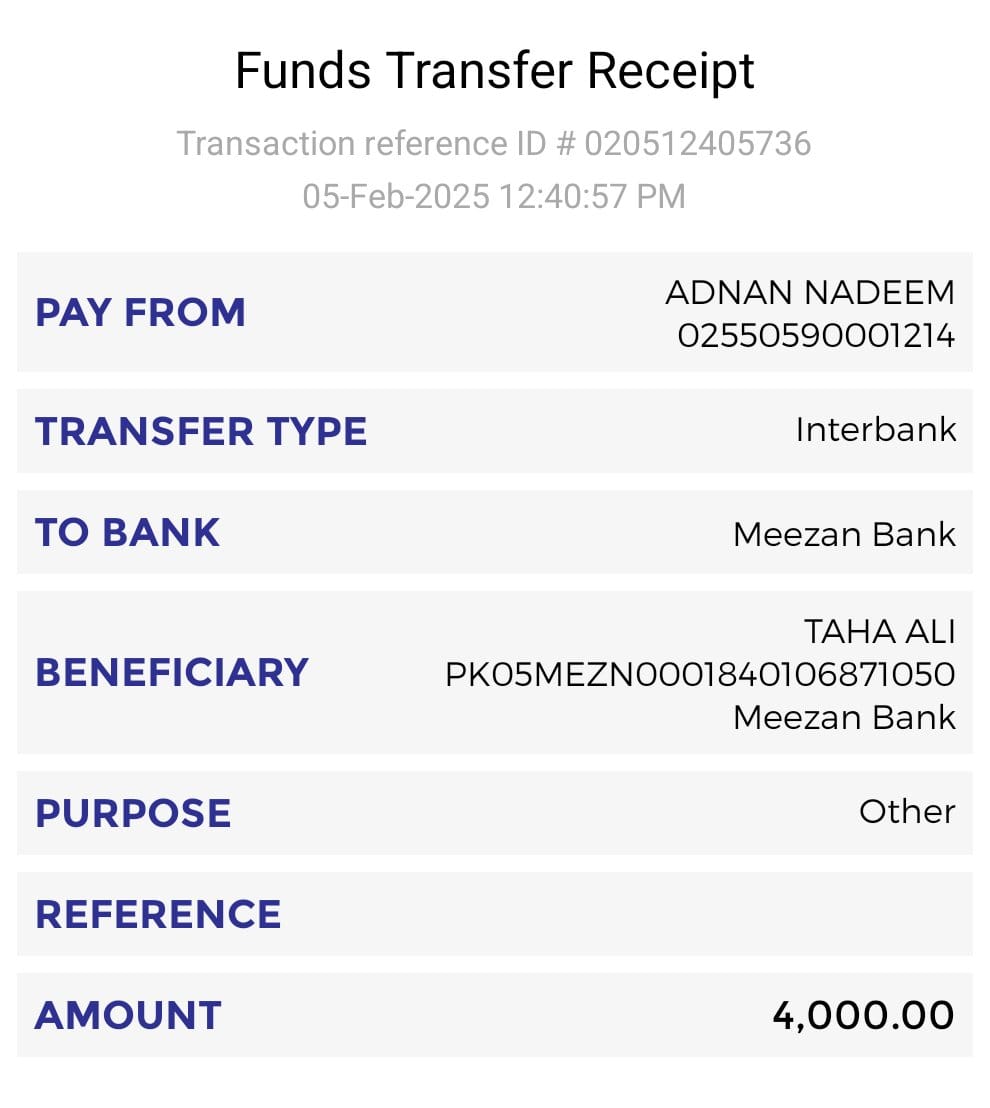 Funds Transfer Receipt
Transaction reference ID # 020512405736
05-Feb-2025 12:40:57 PM
PAY FROM
ADNAN NADEEM
02550590001214
TRANSFER TYPE
Interbank
TO BANK
Meezan Bank
BENEFICIARY
TAHA ALI
PK05MEZN0001840106871050
Meezan Bank
PURPOSE
Other
REFERENCE
AMOUNT
4,000.00